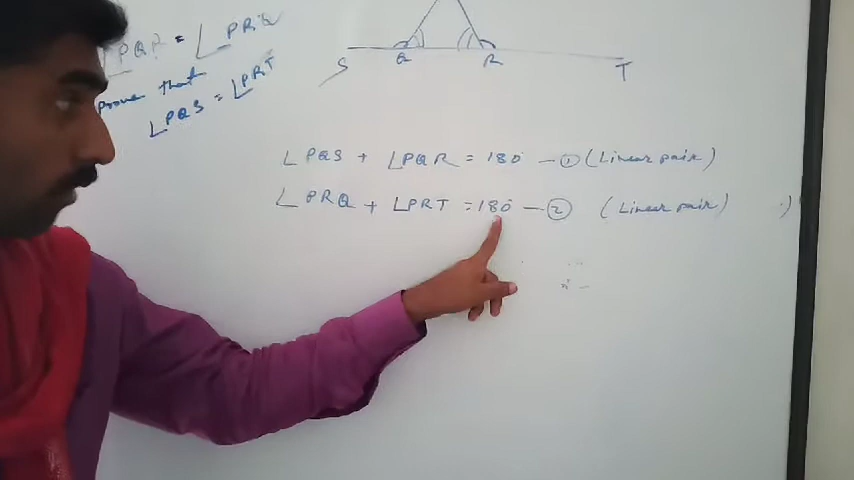 ∠PQR = ∠PRQ
prove that
∠PQS = ∠PRT
S Q R T
∠PQS + ∠PQR = 180° — ① (Linear pair)
∠PRQ + ∠PRT = 180° — ② (Linear pair) )